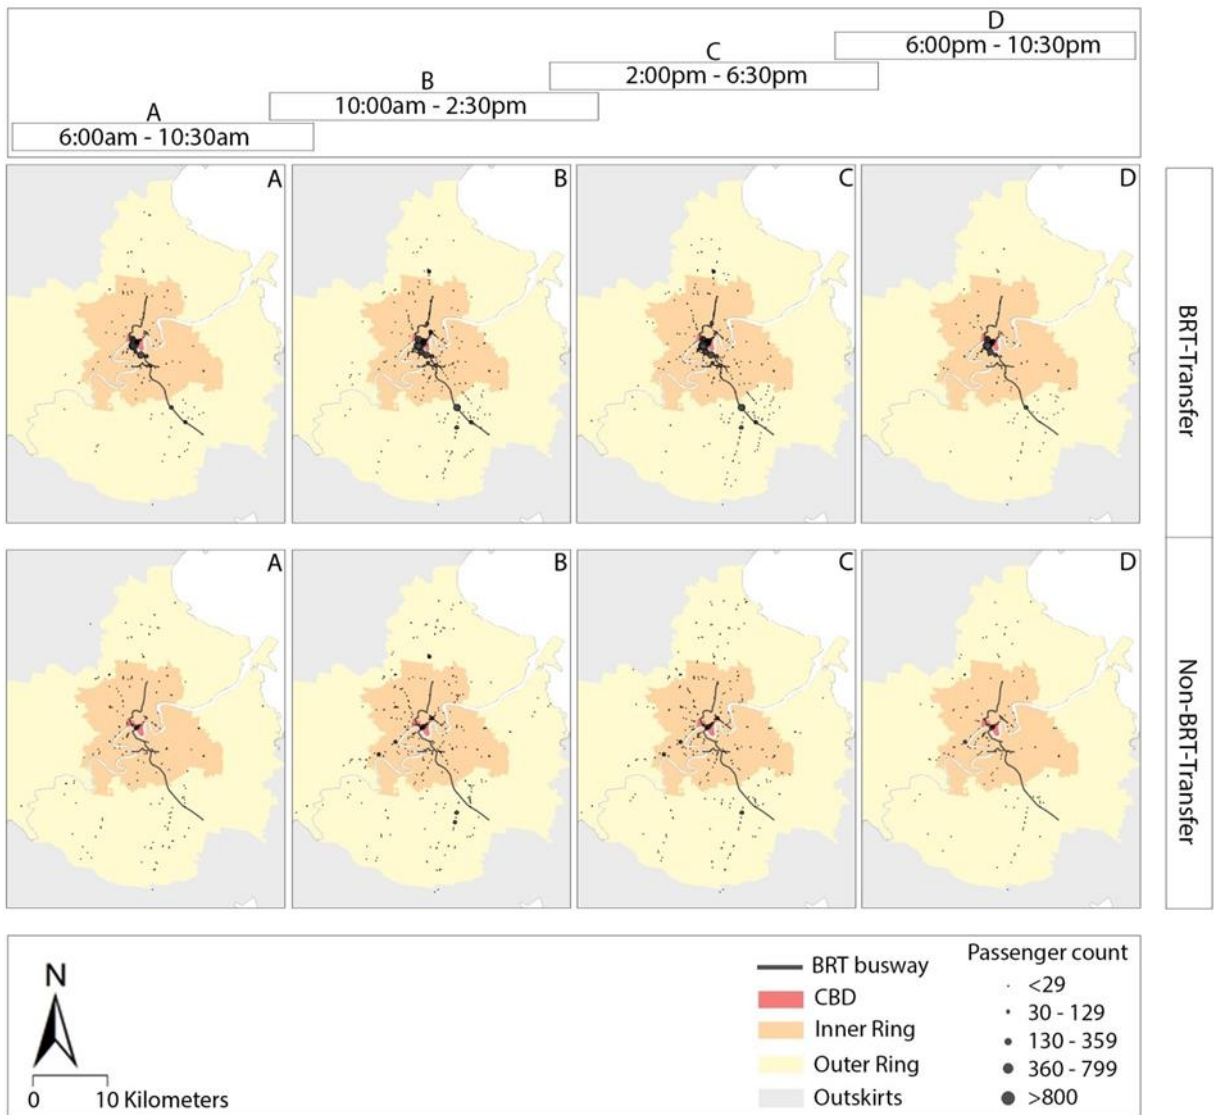 D
6:00pm - 10:30pm
C
2:00pm - 6:30pm
B
10:00am - 2:30pm
A
6:00am - 10:30am
A
B
C
D
BRT-Transfer
A
B
C
D
Non-BRT-Transfer
N
0 10 Kilometers
BRT busway
CBD
Inner Ring
Outer Ring
Outskirts
Passenger count
<29
30 - 129
130 - 359
360 - 799
>800